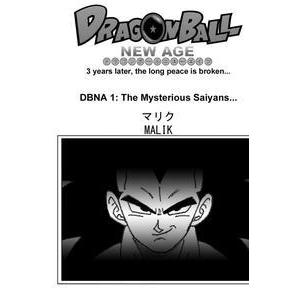 DRAGONBALL
NEW AGE
3 years later, the long peace is broken...
DBNA 1: The Mysterious Saiyans...
マリク
MALIK